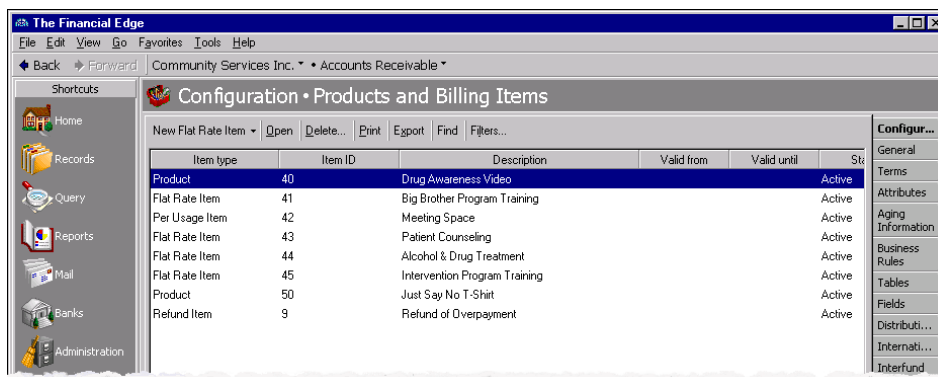 The Financial Edge
File Edit View Go Favorites Tools Help
Back Forward Community Services Inc. • Accounts Receivable
Shortcuts
Home
Records
Query
Reports
Mail
Banks
Administration
Configuration • Products and Billing Items
New Flat Rate Item Open Delete... Print Export Find Filters...
Item type Item ID Description Valid from Valid until Sta
Product 40 Drug Awareness Video Active
Flat Rate Item 41 Big Brother Program Training Active
Per Usage Item 42 Meeting Space Active
Flat Rate Item 43 Patient Counseling Active
Flat Rate Item 44 Alcohol & Drug Treatment Active
Flat Rate Item 45 Intervention Program Training Active
Product 50 Just Say No T-Shirt Active
Refund Item 9 Refund of Overpayment Active
Configur...
General
Terms
Attributes
Aging
Information
Business
Rules
Tables
Fields
Distributi...
Internati...
Interfund